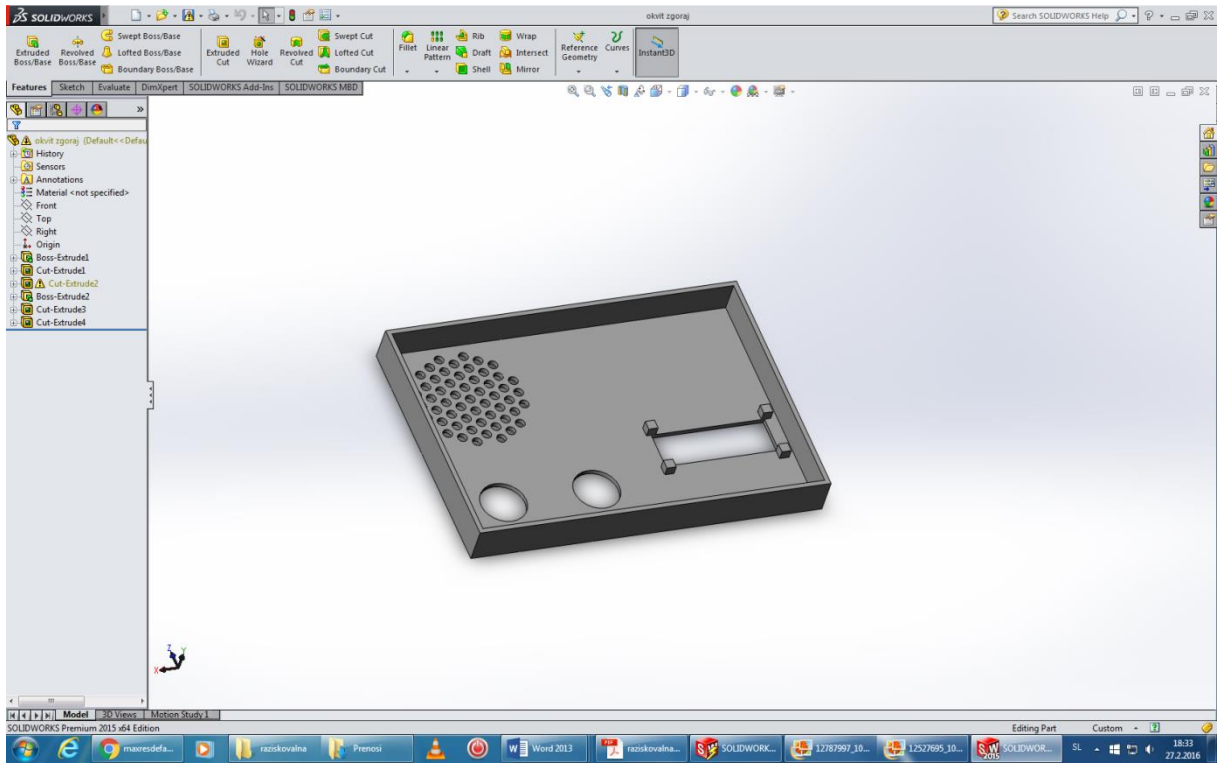 SOLIDWORKS
okvit zgoraj
Search SOLIDWORKS Help
Extruded Boss/Base
Revolved Boss/Base
Swept Boss/Base
Lofted Boss/Base
Boundary Boss/Base
Extruded Cut
Hole Wizard
Revolved Cut
Swept Cut
Lofted Cut
Boundary Cut
Fillet
Linear Pattern
Rib
Draft
Shell
Wrap
Intersect
Mirror
Reference Geometry
Curves
Instant3D
Features Sketch Evaluate DimXpert SOLIDWORKS Add-Ins SOLIDWORKS MBD
okvit zgoraj (Default<<Defau
History
Sensors
Annotations
Material <not specified>
Front
Top
Right
Origin
Boss-Extrude1
Cut-Extrude1
Cut-Extrude2
Boss-Extrude2
Cut-Extrude3
Cut-Extrude4
Z Y
X
Model 3D Views Motion Study 1
SOLIDWORKS Premium 2015 x64 Edition
Editing Part Custom
maxresdefa... raziskovalna Prenosi Word 2013 raziskovalna... SOLIDWORK... 12787997_10... 12527695_10... SOLIDWOR... SL 18:33
27.2.2016